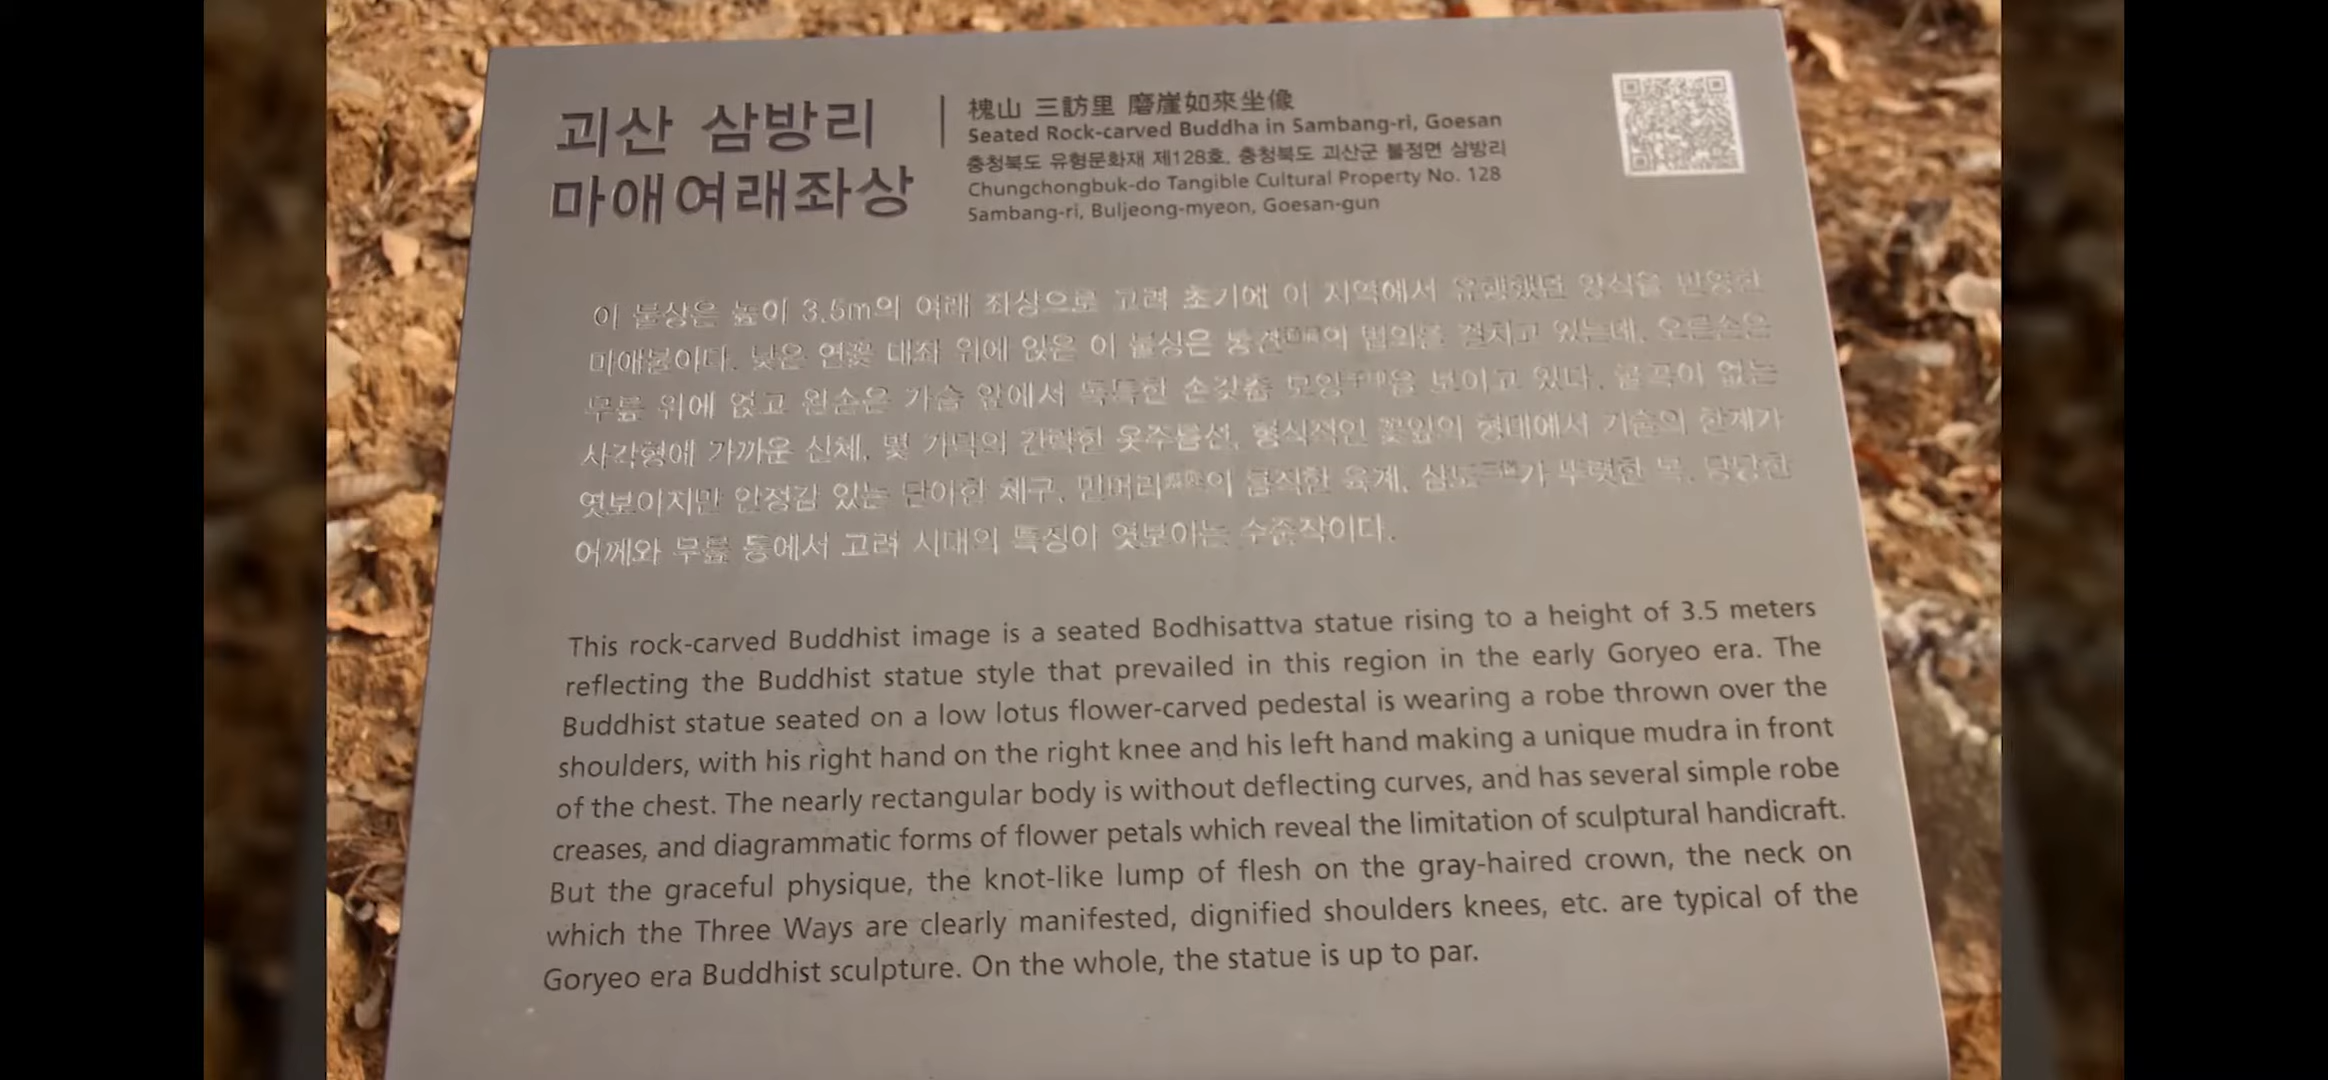 괴산 삼방리
마애여래좌상
槐山 三訪里 磨崖如來坐像
Seated Rock-carved Buddha in Sambang-ri, Goesan
충청북도 유형문화재 제128호, 충청북도 괴산군 불정면 삼방리
Chungchongbuk-do Tangible Cultural Property No. 128
Sambang-ri, Buljeong-myeon, Goesan-gun
이 불상은 높이 3.5m의 여래 좌상으로 고려 초기에 이 지역에서 유행했던 양식을 반영한
마애불이다. 낮은 연꽃 대좌 위에 앉은 이 불상은 통견의 법의를 걸치고 있는데, 오른손은
무릎 위에 얹고 왼손은 가슴 앞에서 독특한 손갖춤 모양을 보이고 있다. 굴곡이 없는
사각형에 가까운 신체, 몇 가닥의 간략한 옷주름선, 형식적인 꽃잎의 형태에서 기술의 한계가
엿보이지만 안정감 있는 단아한 체구, 민머리의 큼직한 육계, 삼도가 뚜렷한 목, 당당한
어깨와 무릎 등에서 고려 시대의 특징이 엿보이는 수준작이다.
This rock-carved Buddhist image is a seated Bodhisattva statue rising to a height of 3.5 meters
reflecting the Buddhist statue style that prevailed in this region in the early Goryeo era. The
Buddhist statue seated on a low lotus flower-carved pedestal is wearing a robe thrown over the
shoulders, with his right hand on the right knee and his left hand making a unique mudra in front
of the chest. The nearly rectangular body is without deflecting curves, and has several simple robe
creases, and diagrammatic forms of flower petals which reveal the limitation of sculptural handicraft.
But the graceful physique, the knot-like lump of flesh on the gray-haired crown, the neck on
which the Three Ways are clearly manifested, dignified shoulders knees, etc. are typical of the
Goryeo era Buddhist sculpture. On the whole, the statue is up to par.